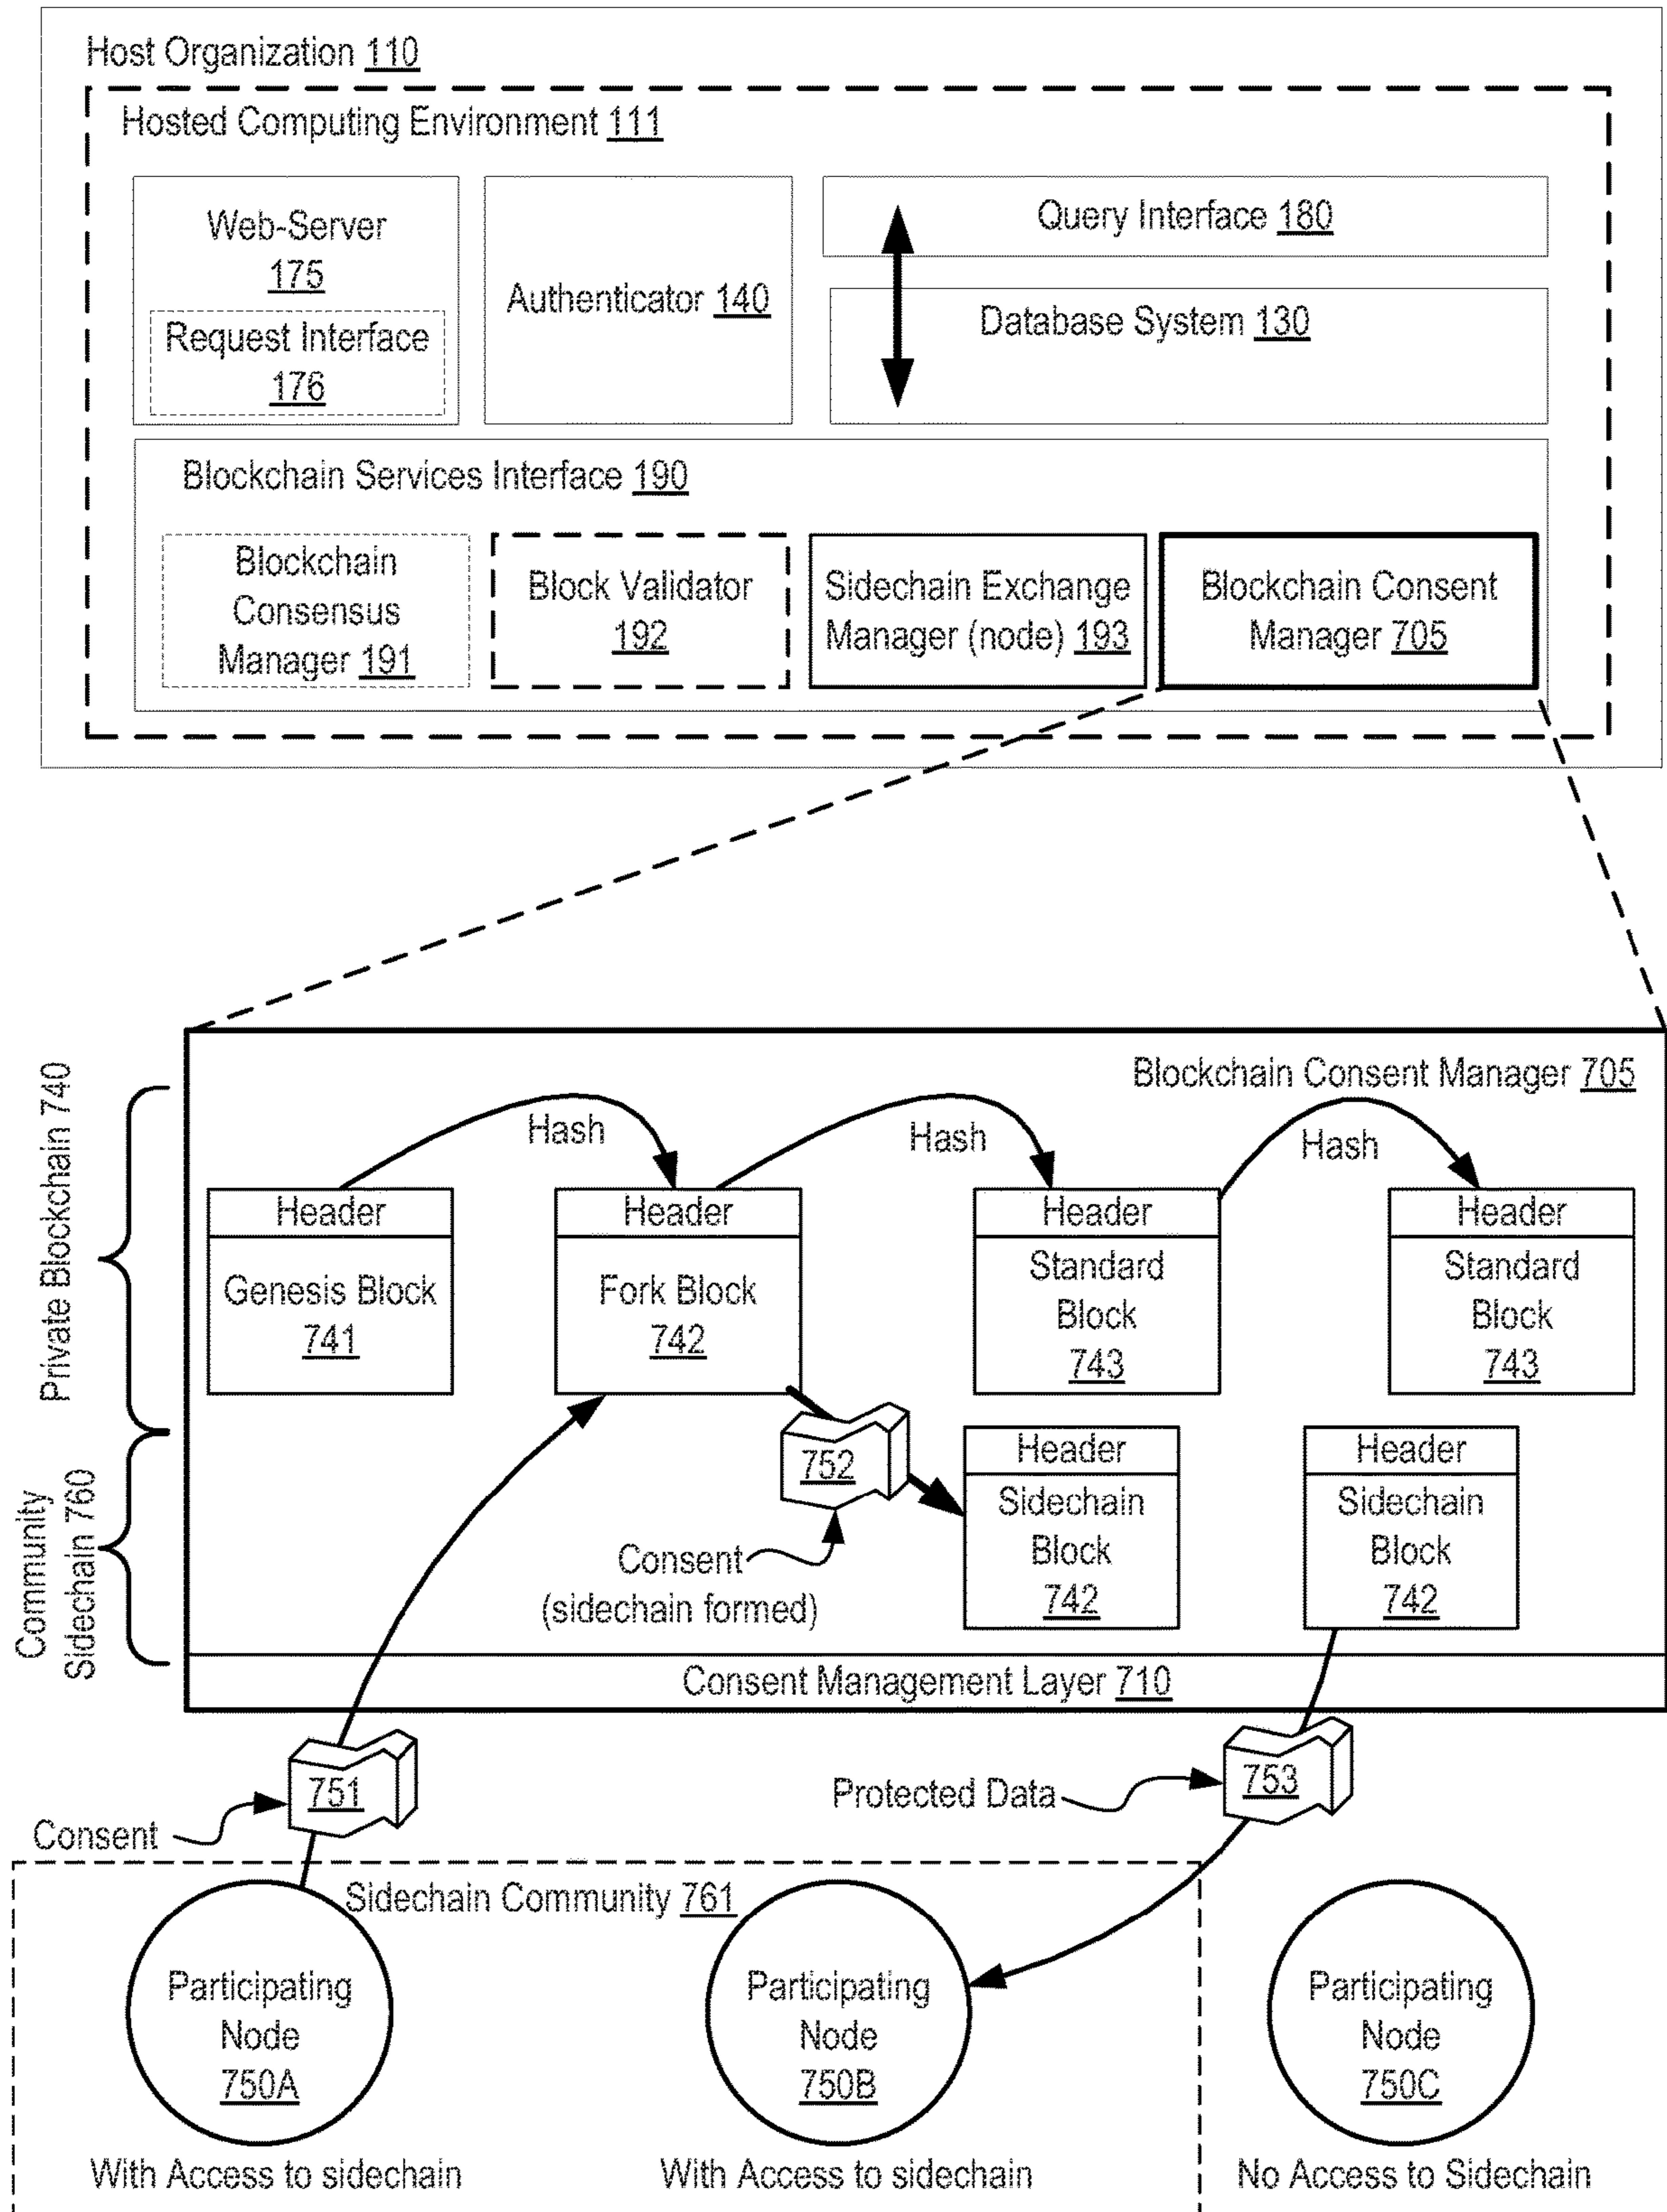 Host Organization 110
Hosted Computing Environment 111
Web-Server
175
Request Interface
176
Authenticator 140
Query Interface 180
Database System 130
Blockchain Services Interface 190
Blockchain
Consensus
Manager 191
Block Validator
192
Sidechain Exchange
Manager (node) 193
Blockchain Consent
Manager 705
Private Blockchain 740
Blockchain Consent Manager 705
Hash
Hash
Hash
Header
Genesis Block
741
Header
Fork Block
742
Header
Standard
Block
743
Header
Standard
Block
743
Community
Sidechain 760
752
Consent
(sidechain formed)
Header
Sidechain
Block
742
Header
Sidechain
Block
742
Consent Management Layer 710
751
Consent
Protected Data
753
Sidechain Community 761
Participating
Node
750A
With Access to sidechain
Participating
Node
750B
With Access to sidechain
Participating
Node
750C
No Access to Sidechain